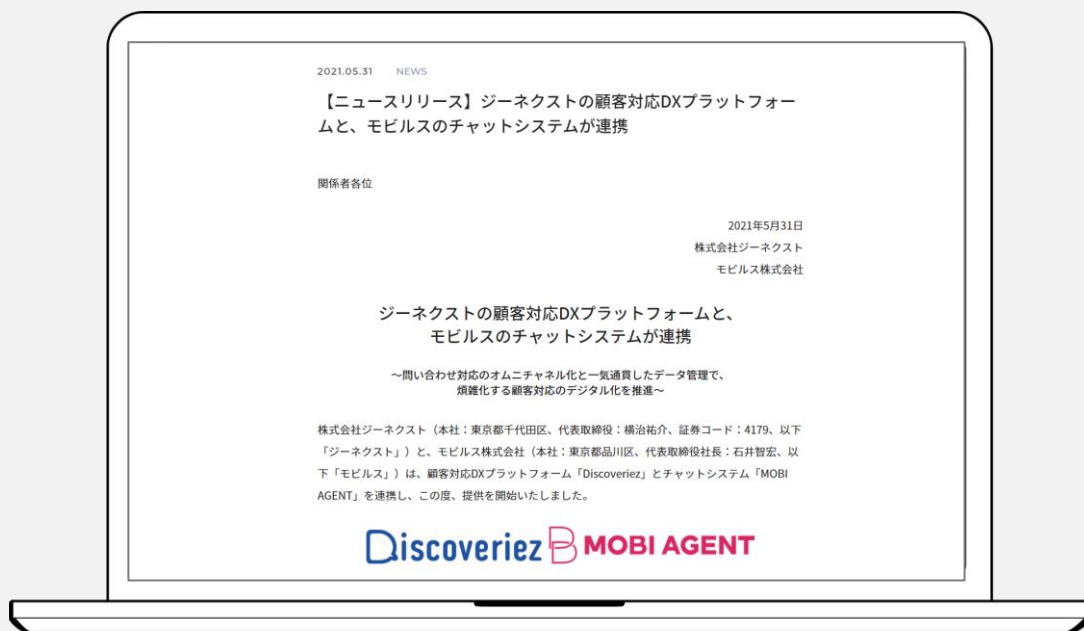 2021.05.31 NEWS
【ニュースリリース】ジーネクストの顧客対応DXプラットフォー
ムと、モビルスのチャットシステムが連携
関係者各位
2021年5月31日
株式会社ジーネクスト
モビルス株式会社
ジーネクストの顧客対応DXプラットフォームと、
モビルスのチャットシステムが連携
～問い合わせ対応のオムニチャネル化と一気通貫したデータ管理で、
煩雑化する顧客対応のデジタル化を推進～
株式会社ジーネクスト（本社：東京都千代田区、代表取締役：横治祐介、証券コード：4179、以下
「ジーネクスト」）と、モビルス株式会社（本社：東京都品川区、代表取締役社長：石井智宏、以
下「モビルス」）は、顧客対応DXプラットフォーム「Discoveriez」とチャットシステム「MOBI
AGENT」を連携し、この度、提供を開始いたしました。
Discoveriez MOBI AGENT